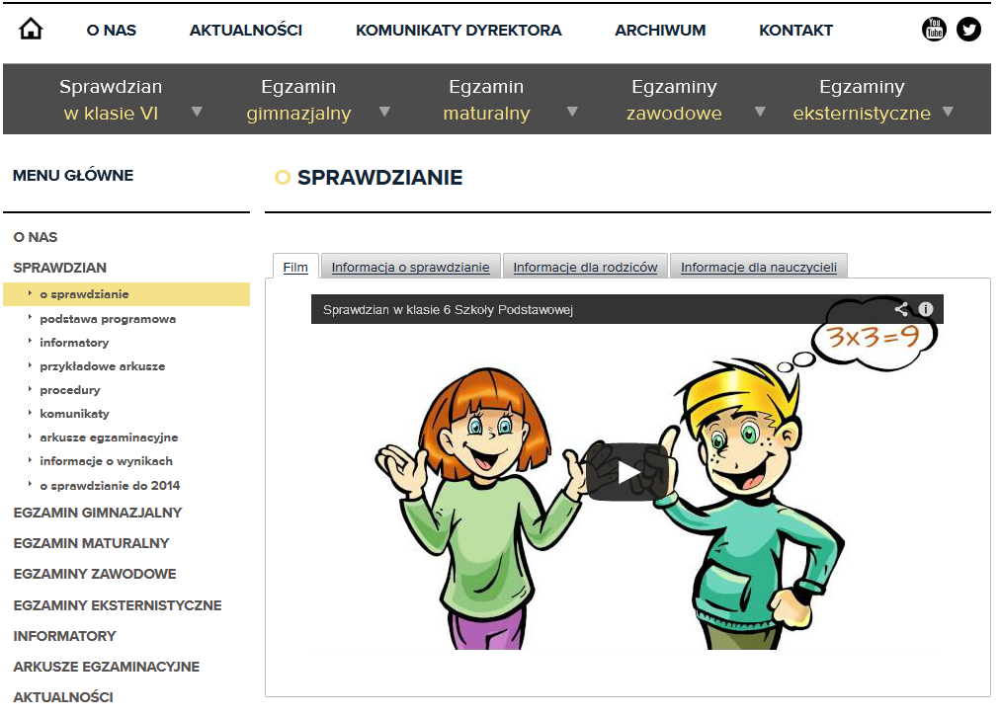 O NAS
AKTUALNOŚCI
KOMUNIKATY DYREKTORA
ARCHIWUM
KONTAKT
You Tube
Sprawdzian
w klasie VI
Egzamin
gimnazjalny
Egzamin
maturalny
Egzaminy
zawodowe
Egzaminy
eksternistyczne
MENU GŁÓWNE
O NAS
SPRAWDZIAN
o sprawdzianie
podstawa programowa
informatory
przykładowe arkusze
procedury
komunikaty
arkusze egzaminacyjne
informacje o wynikach
o sprawdzianie do 2014
EGZAMIN GIMNAZJALNY
EGZAMIN MATURALNY
EGZAMINY ZAWODOWE
EGZAMINY EKSTERNISTYCZNE
INFORMATORY
ARKUSZE EGZAMINACYJNE
AKTUALNOŚCI
O SPRAWDZIANIE
Film
Informacja o sprawdzianie
Informacje dla rodziców
Informacje dla nauczycieli
Sprawdzian w klasie 6 Szkoły Podstawowej
3x3=9